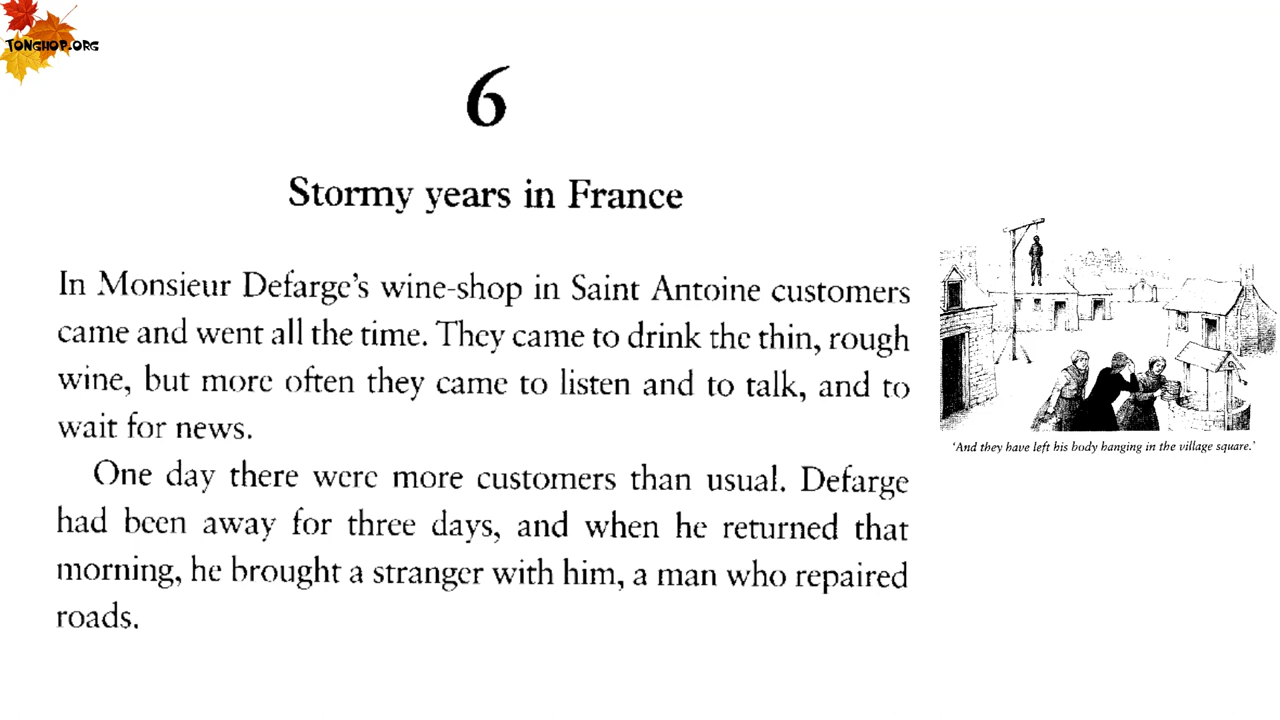 TONGHOP.ORG
6
Stormy years in France
In Monsieur Defarge's wine-shop in Saint Antoine customers
came and went all the time. They came to drink the thin, rough
wine, but more often they came to listen and to talk, and to
wait for news.
One day there were more customers than usual. Defarge
had been away for three days, and when he returned that
morning, he brought a stranger with him, a man who repaired
roads.
'And they have left his body hanging in the village square.'